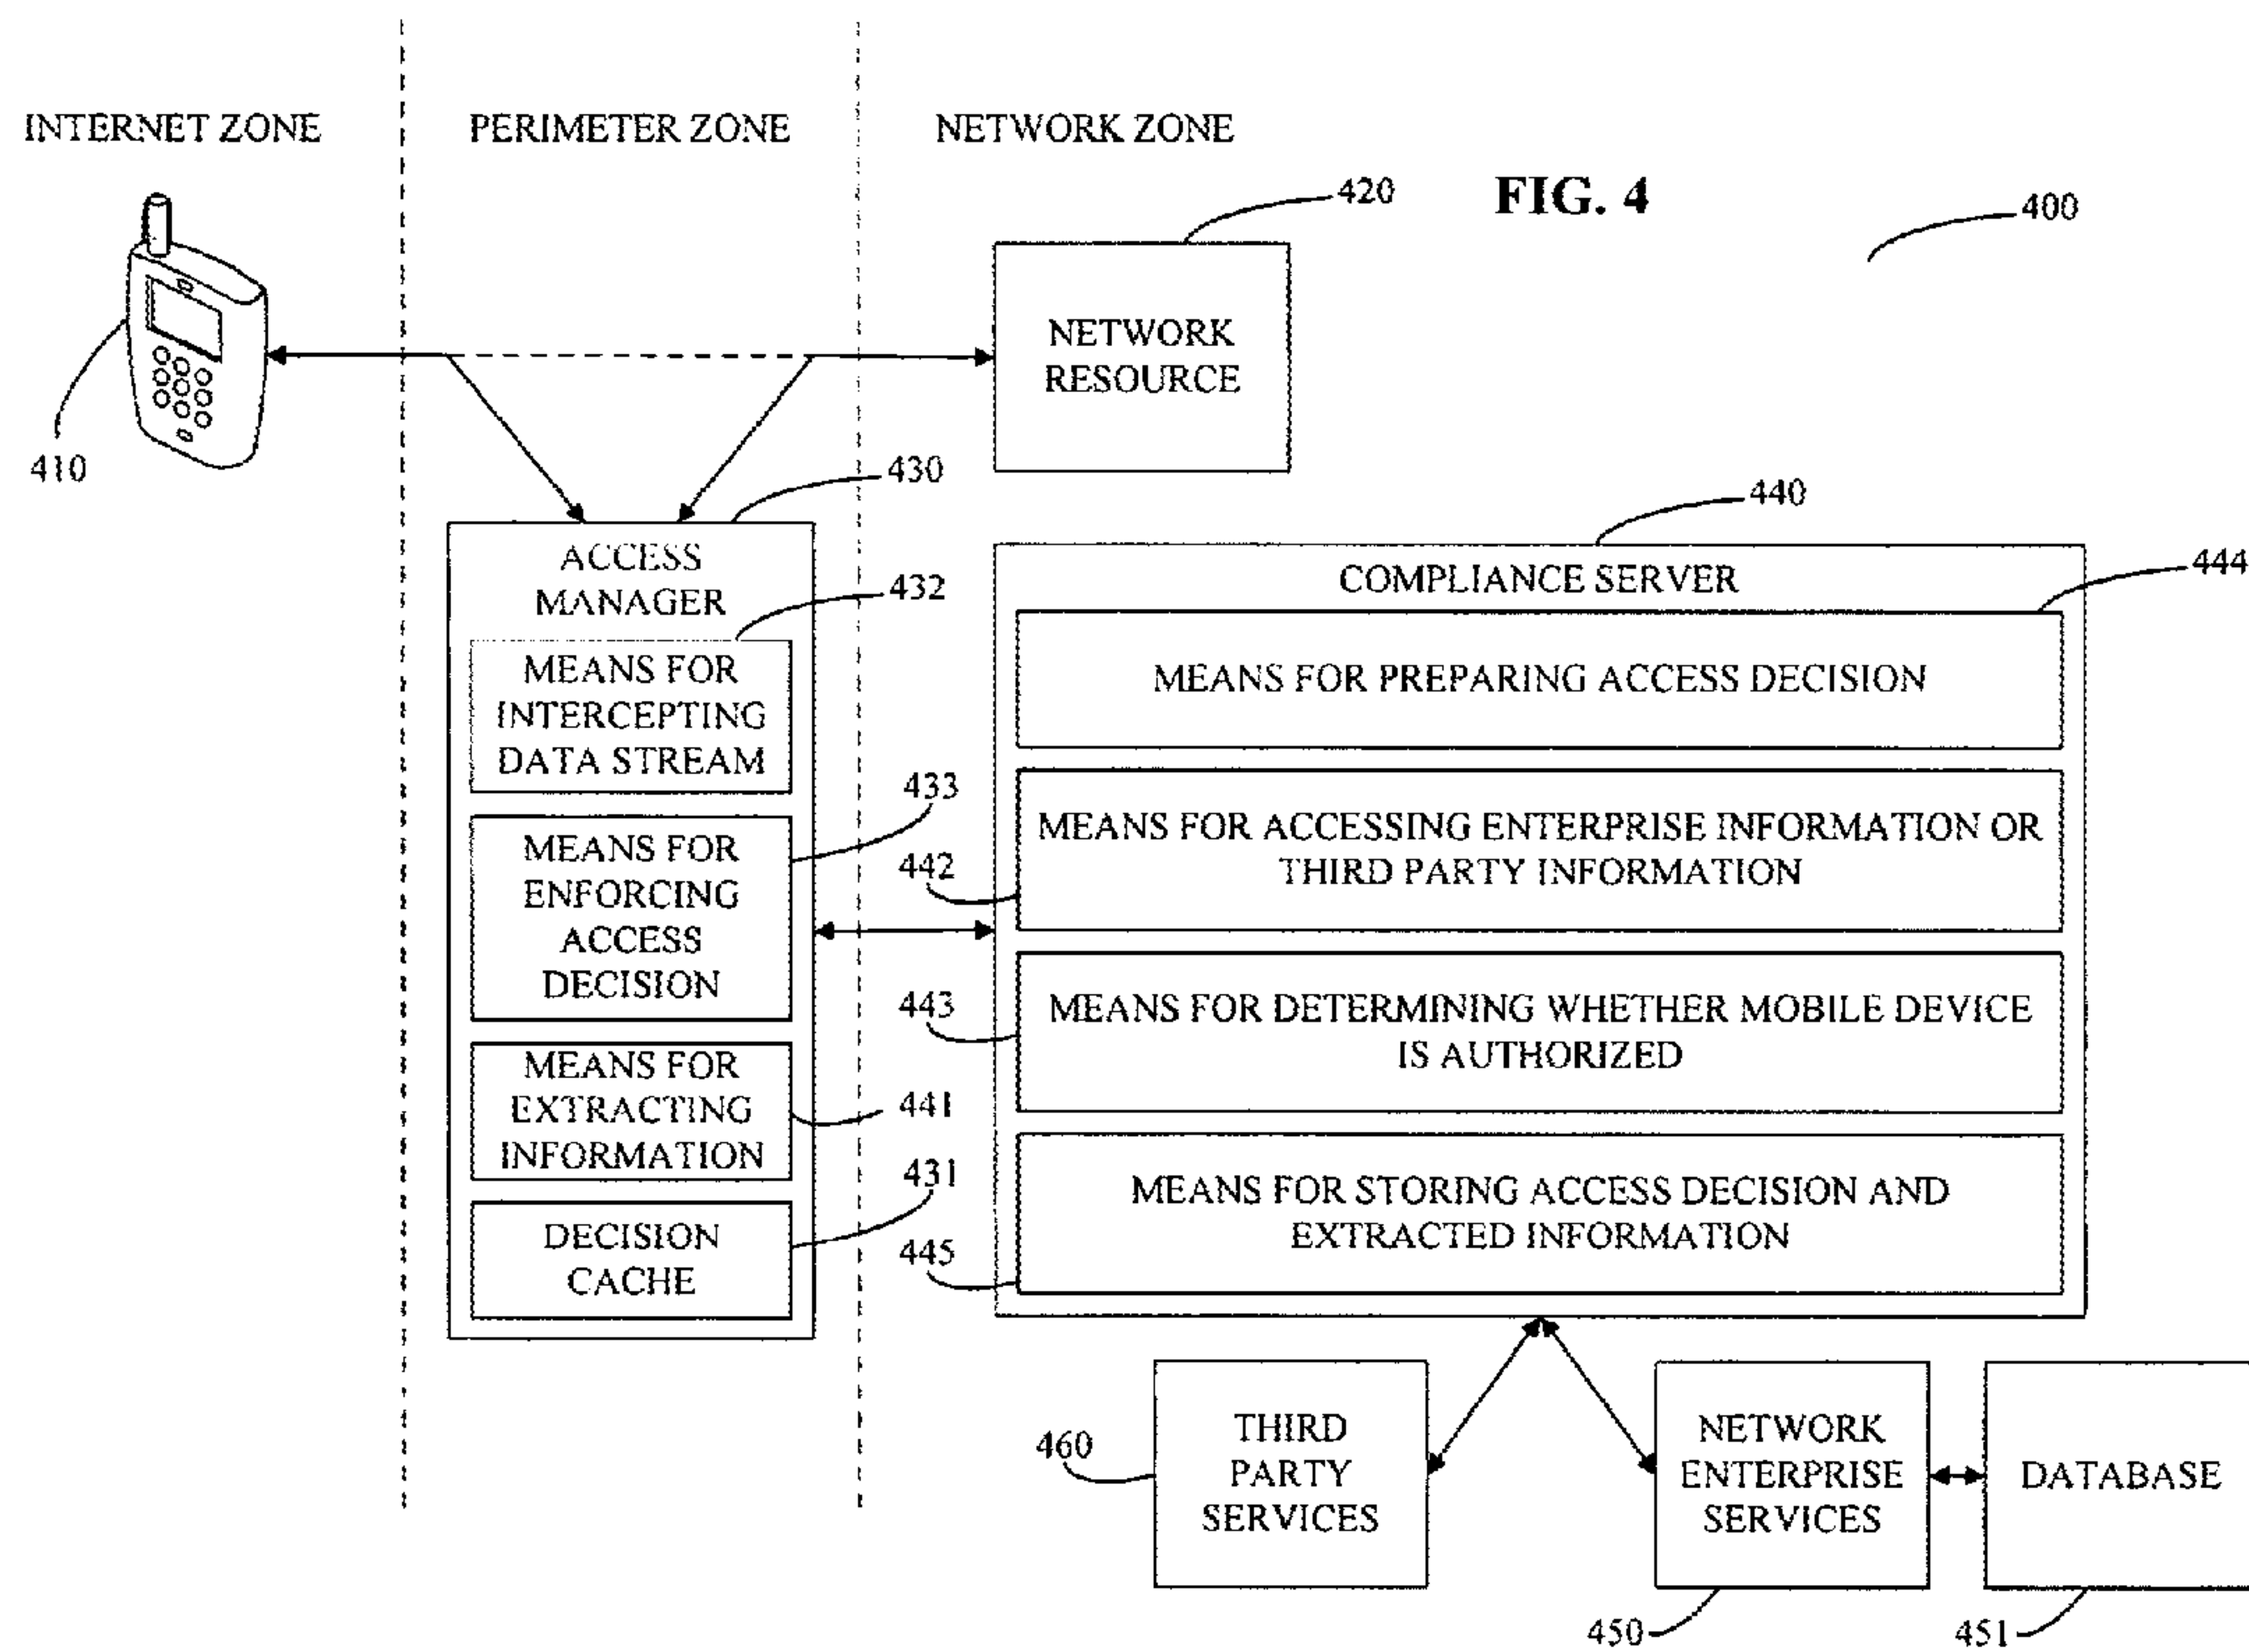 INTERNET ZONE
PERIMETER ZONE
NETWORK ZONE
FIG. 4
400
420
NETWORK
RESOURCE
410
430
ACCESS
MANAGER
432
MEANS FOR
INTERCEPTING
DATA STREAM
433
MEANS FOR
ENFORCING
ACCESS
DECISION
MEANS FOR
EXTRACTING
INFORMATION
441
431
DECISION
CACHE
440
COMPLIANCE SERVER
444
MEANS FOR PREPARING ACCESS DECISION
442
MEANS FOR ACCESSING ENTERPRISE INFORMATION OR
THIRD PARTY INFORMATION
443
MEANS FOR DETERMINING WHETHER MOBILE DEVICE
IS AUTHORIZED
445
MEANS FOR STORING ACCESS DECISION AND
EXTRACTED INFORMATION
460
THIRD
PARTY
SERVICES
NETWORK
ENTERPRISE
SERVICES
450
DATABASE
451